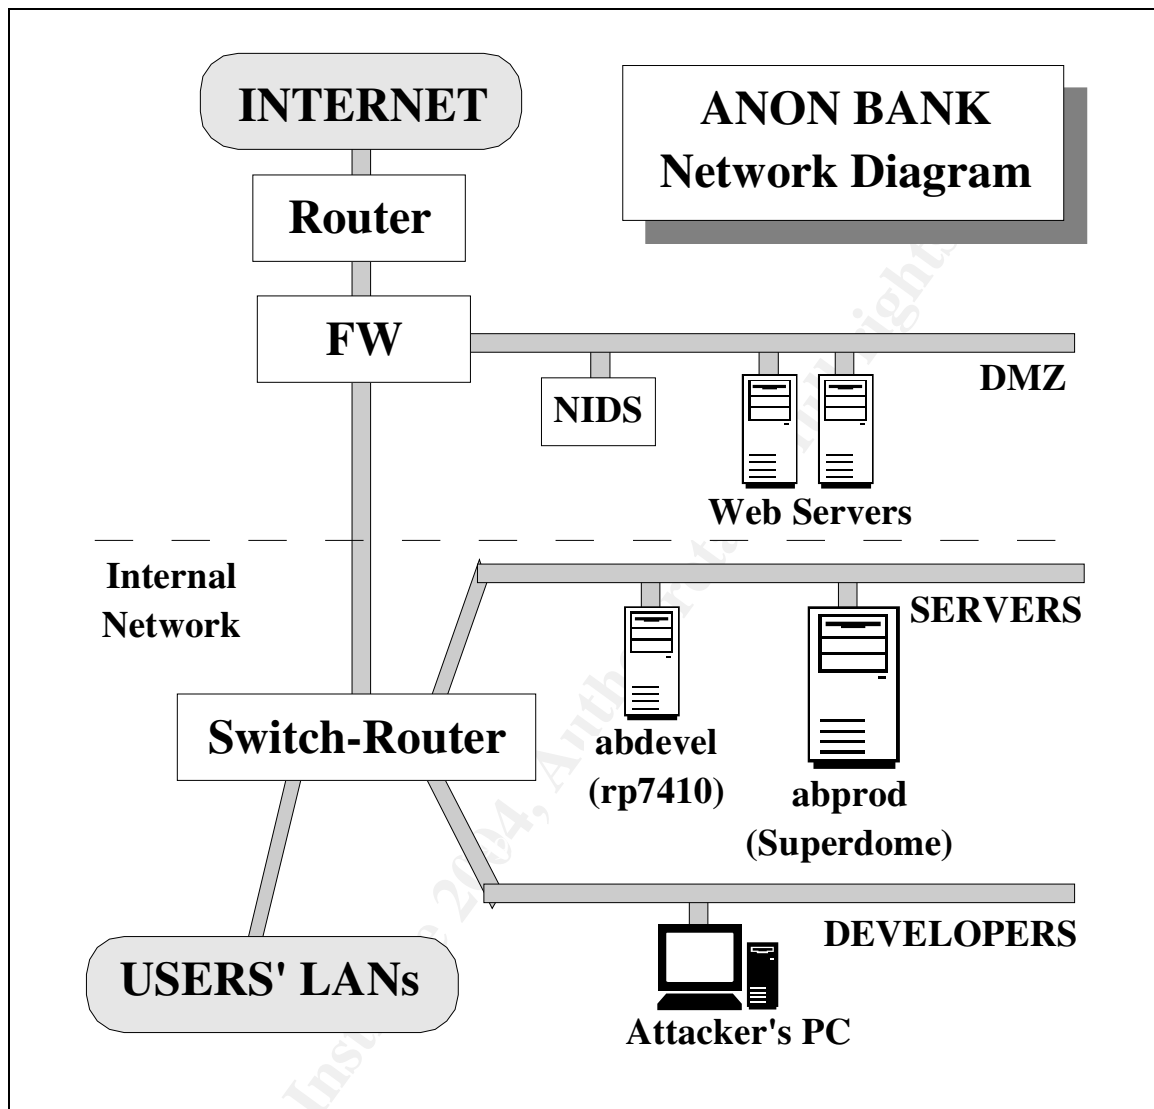 INTERNET
ANON BANK
Network Diagram
Router
FW
DMZ
NIDS
Web Servers
Internal
Network
SERVERS
Switch-Router
abdevel
(rp7410)
abprod
(Superdome)
DEVELOPERS
USERS' LANs
Attacker's PC